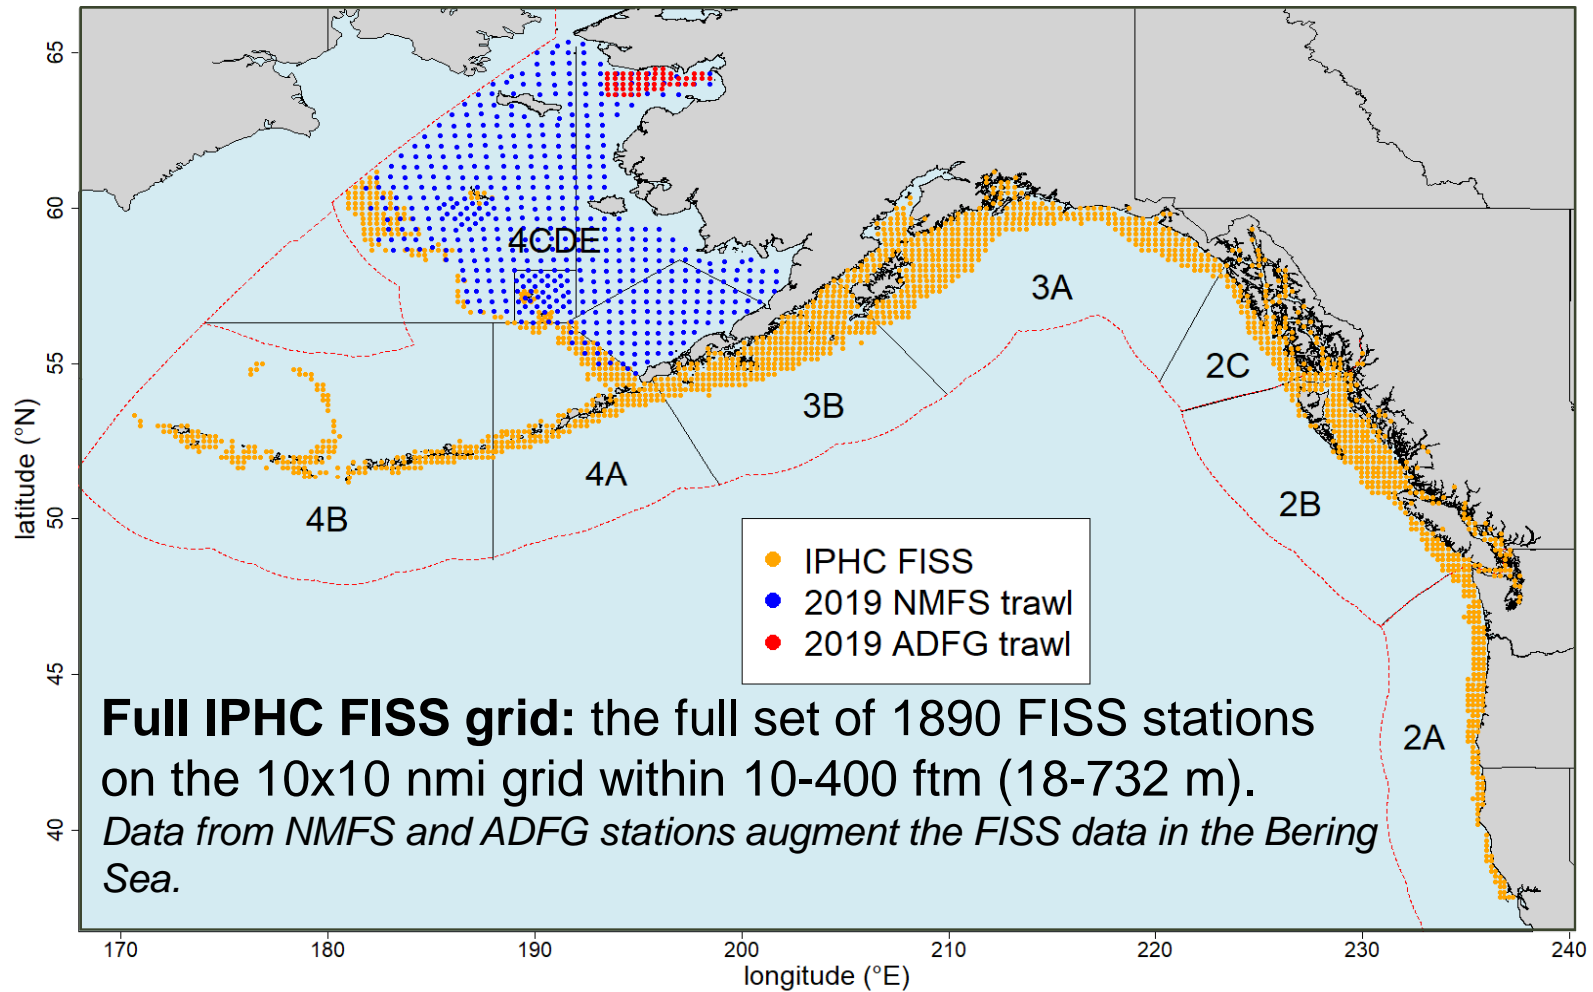 65
60
55
50
45
40
latitude (°N)
4CDE
3A
2C
3B
4A
4B
2B
2A
IPHC FISS
2019 NMFS trawl
2019 ADFG trawl
Full IPHC FISS grid: the full set of 1890 FISS stations
on the 10x10 nmi grid within 10-400 ftm (18-732 m).
Data from NMFS and ADFG stations augment the FISS data in the Bering
Sea.
170 180 190 200 210 220 230 240
longitude (°E)